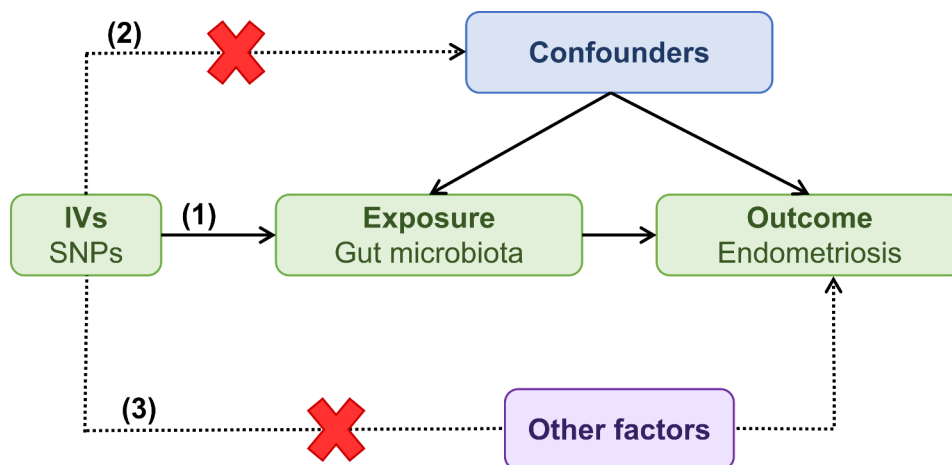 (2)
Confounders
IVs
SNPs
(1)
Exposure
Gut microbiota
Outcome
Endometriosis
(3)
Other factors